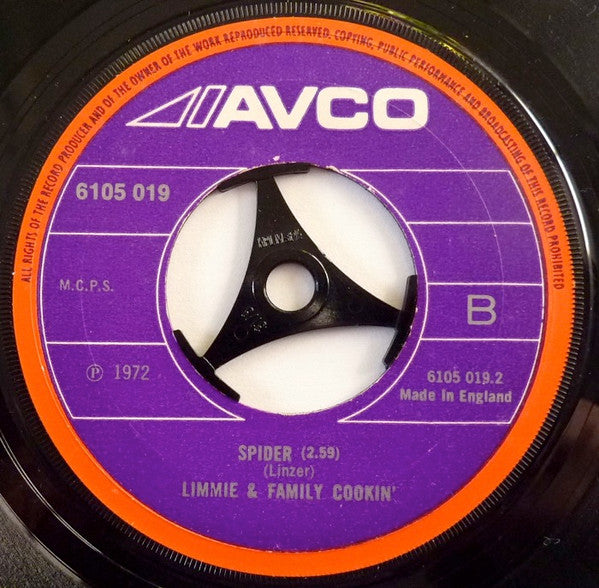 ALL RIGHTS OF THE RECORD PRODUCER AND OF THE OWNER OF THE WORK REPRODUCED RESERVED. COPYING, PUBLIC PERFORMANCE AND BROADCASTING OF THIS RECORD PROHIBITED
AVCO
6105 019
M.C.P.S.
B
℗ 1972
6105 019.2
Made in England
SPIDER (2.59)
(Linzer)
LIMMIE & FAMILY COOKIN'